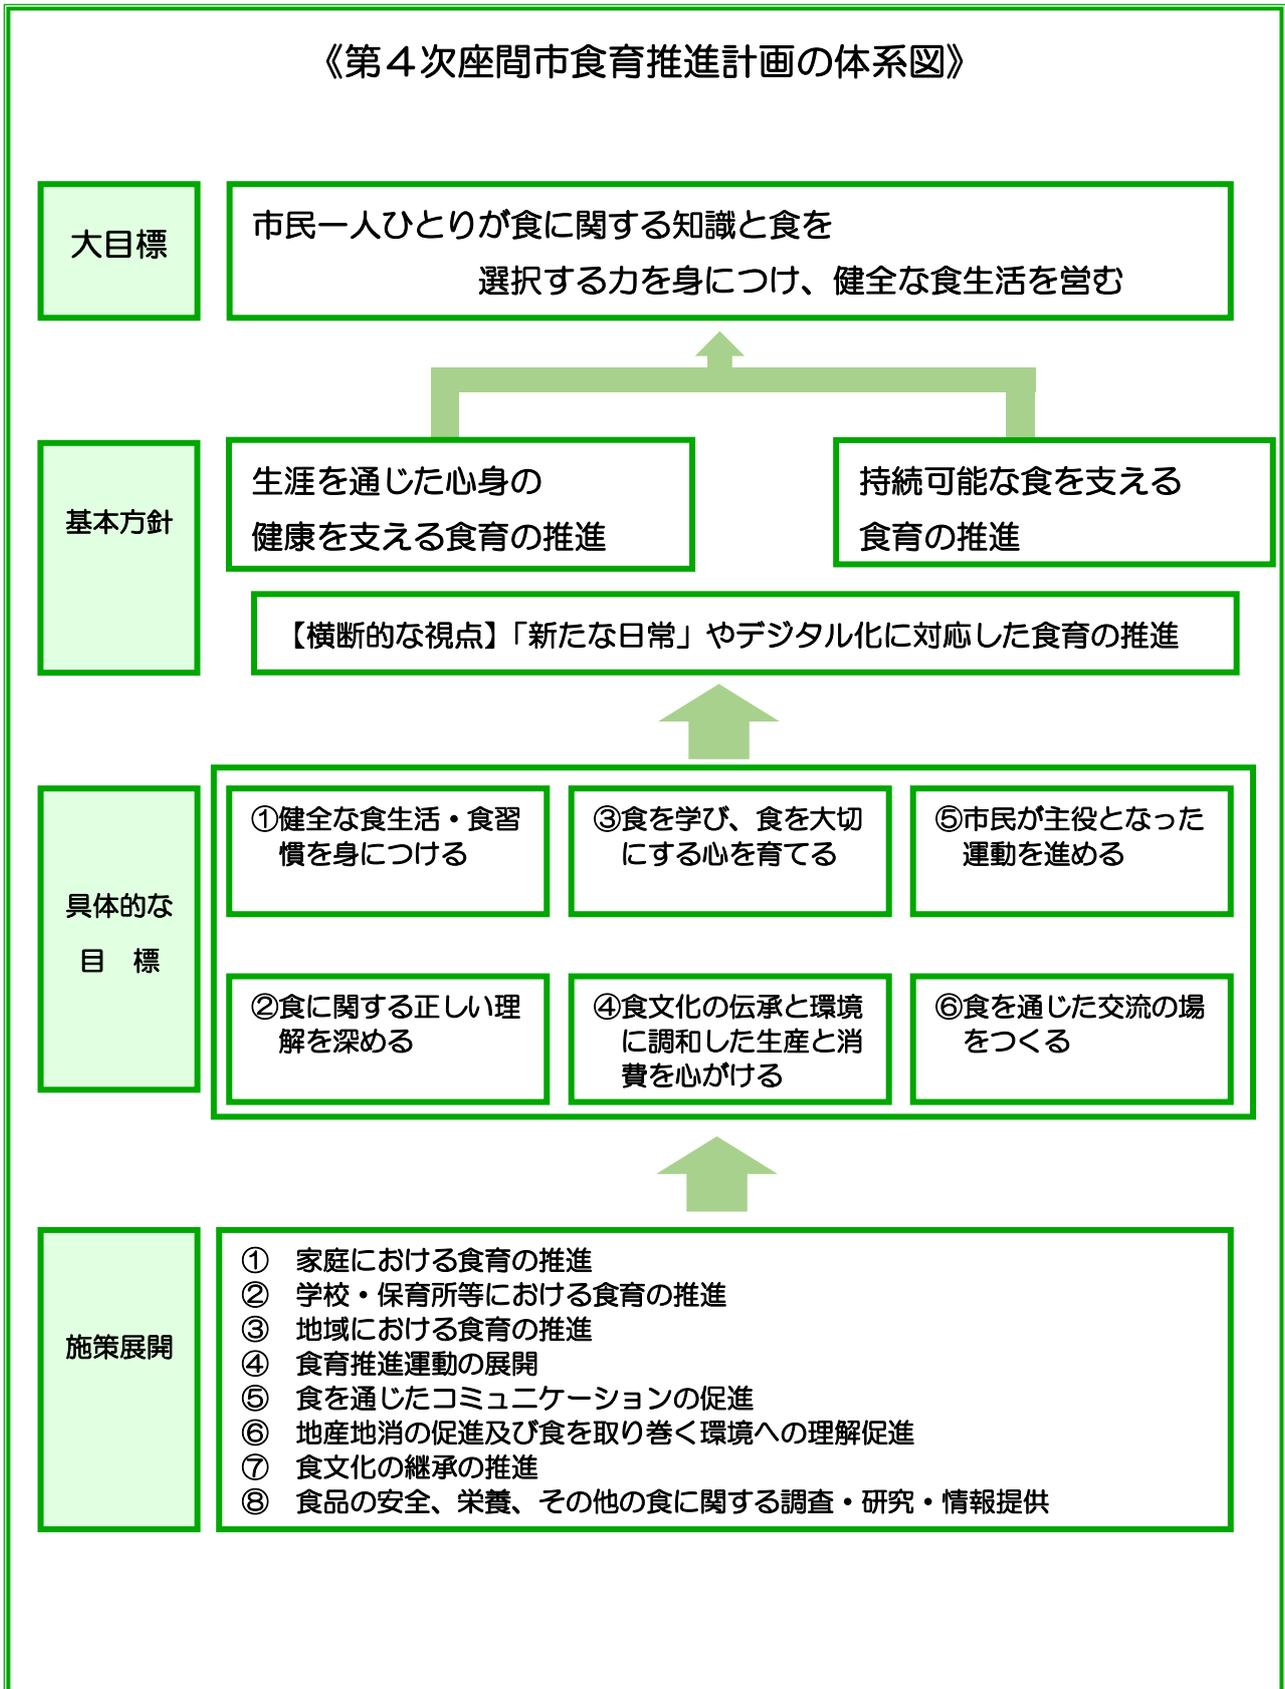 《第４次座間市食育推進計画の体系図》
大目標
市民一人ひとりが食に関する知識と食を
選択する力を身につけ、健全な食生活を営む
基本方針
生涯を通じた心身の
健康を支える食育の推進
持続可能な食を支える
食育の推進
【横断的な視点】「新たな日常」やデジタル化に対応した食育の推進
具体的な
目　標
①健全な食生活・食習
慣を身につける
③食を学び、食を大切
にする心を育てる
⑤市民が主役となった
運動を進める
②食に関する正しい理
解を深める
④食文化の伝承と環境
に調和した生産と消
費を心がける
⑥食を通じた交流の場
をつくる
施策展開
①　家庭における食育の推進
②　学校・保育所等における食育の推進
③　地域における食育の推進
④　食育推進運動の展開
⑤　食を通じたコミュニケーションの促進
⑥　地産地消の促進及び食を取り巻く環境への理解促進
⑦　食文化の継承の推進
⑧　食品の安全、栄養、その他の食に関する調査・研究・情報提供